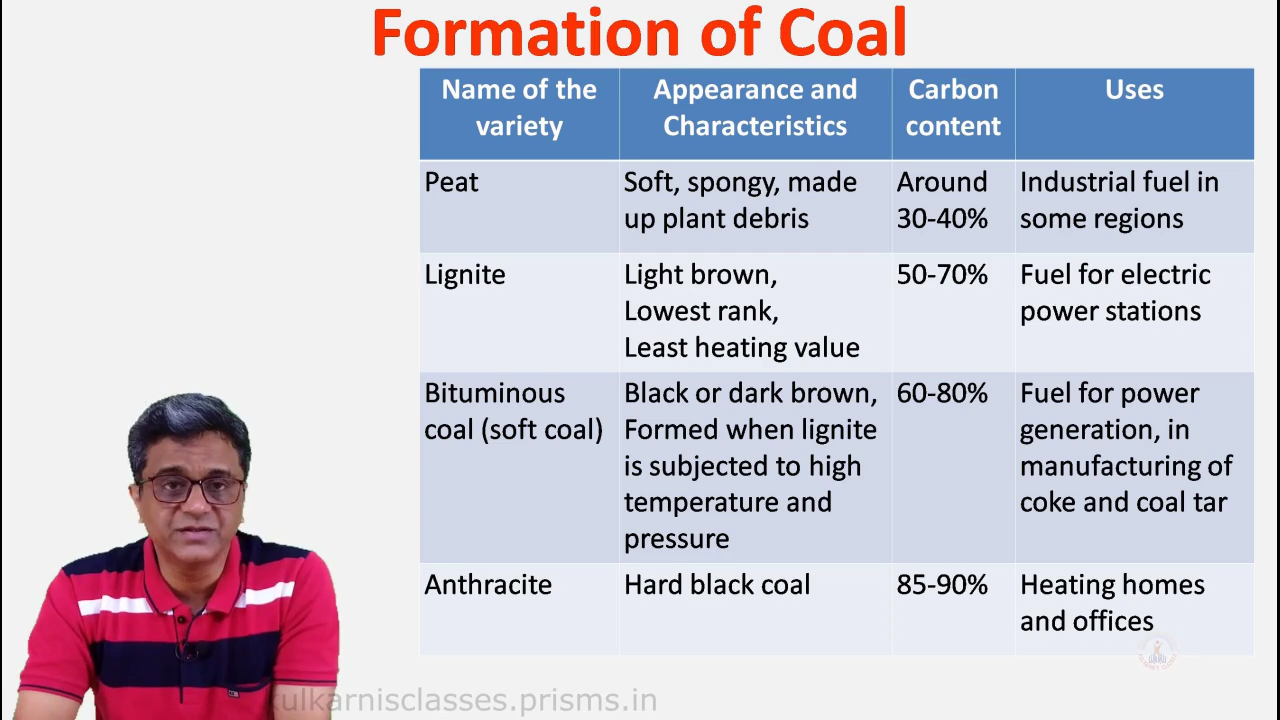 Formation of Coal
Name of the
variety
Appearance and
Characteristics
Carbon
content
Uses
Peat
Soft, spongy, made
up plant debris
Around
30-40%
Industrial fuel in
some regions
Lignite
Light brown,
Lowest rank,
Least heating value
50-70%
Fuel for electric
power stations
Bituminous
coal (soft coal)
Black or dark brown,
Formed when lignite
is subjected to high
temperature and
pressure
60-80%
Fuel for power
generation, in
manufacturing of
coke and coal tar
Anthracite
Hard black coal
85-90%
Heating homes
and offices
kulkarnisclasses.prisms.in